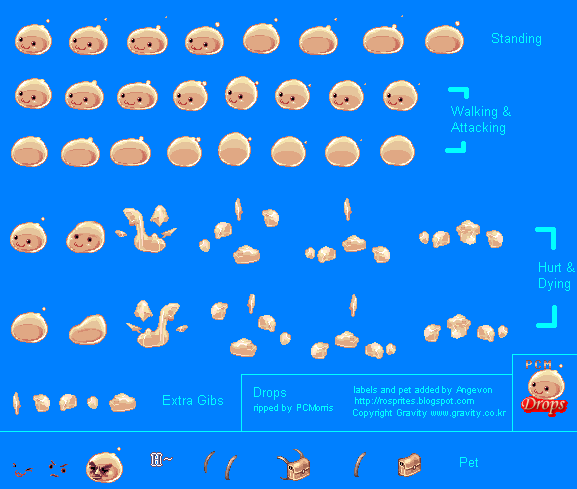 Standing
Walking &
Attacking
Hurt &
Dying
PCM
Drops
Extra Gibs
Drops
ripped by PCMorris
labels and pet added by Angevon
http://rosprites.blogspot.com
Copyright Gravity www.gravity.co.kr
H~
Pet